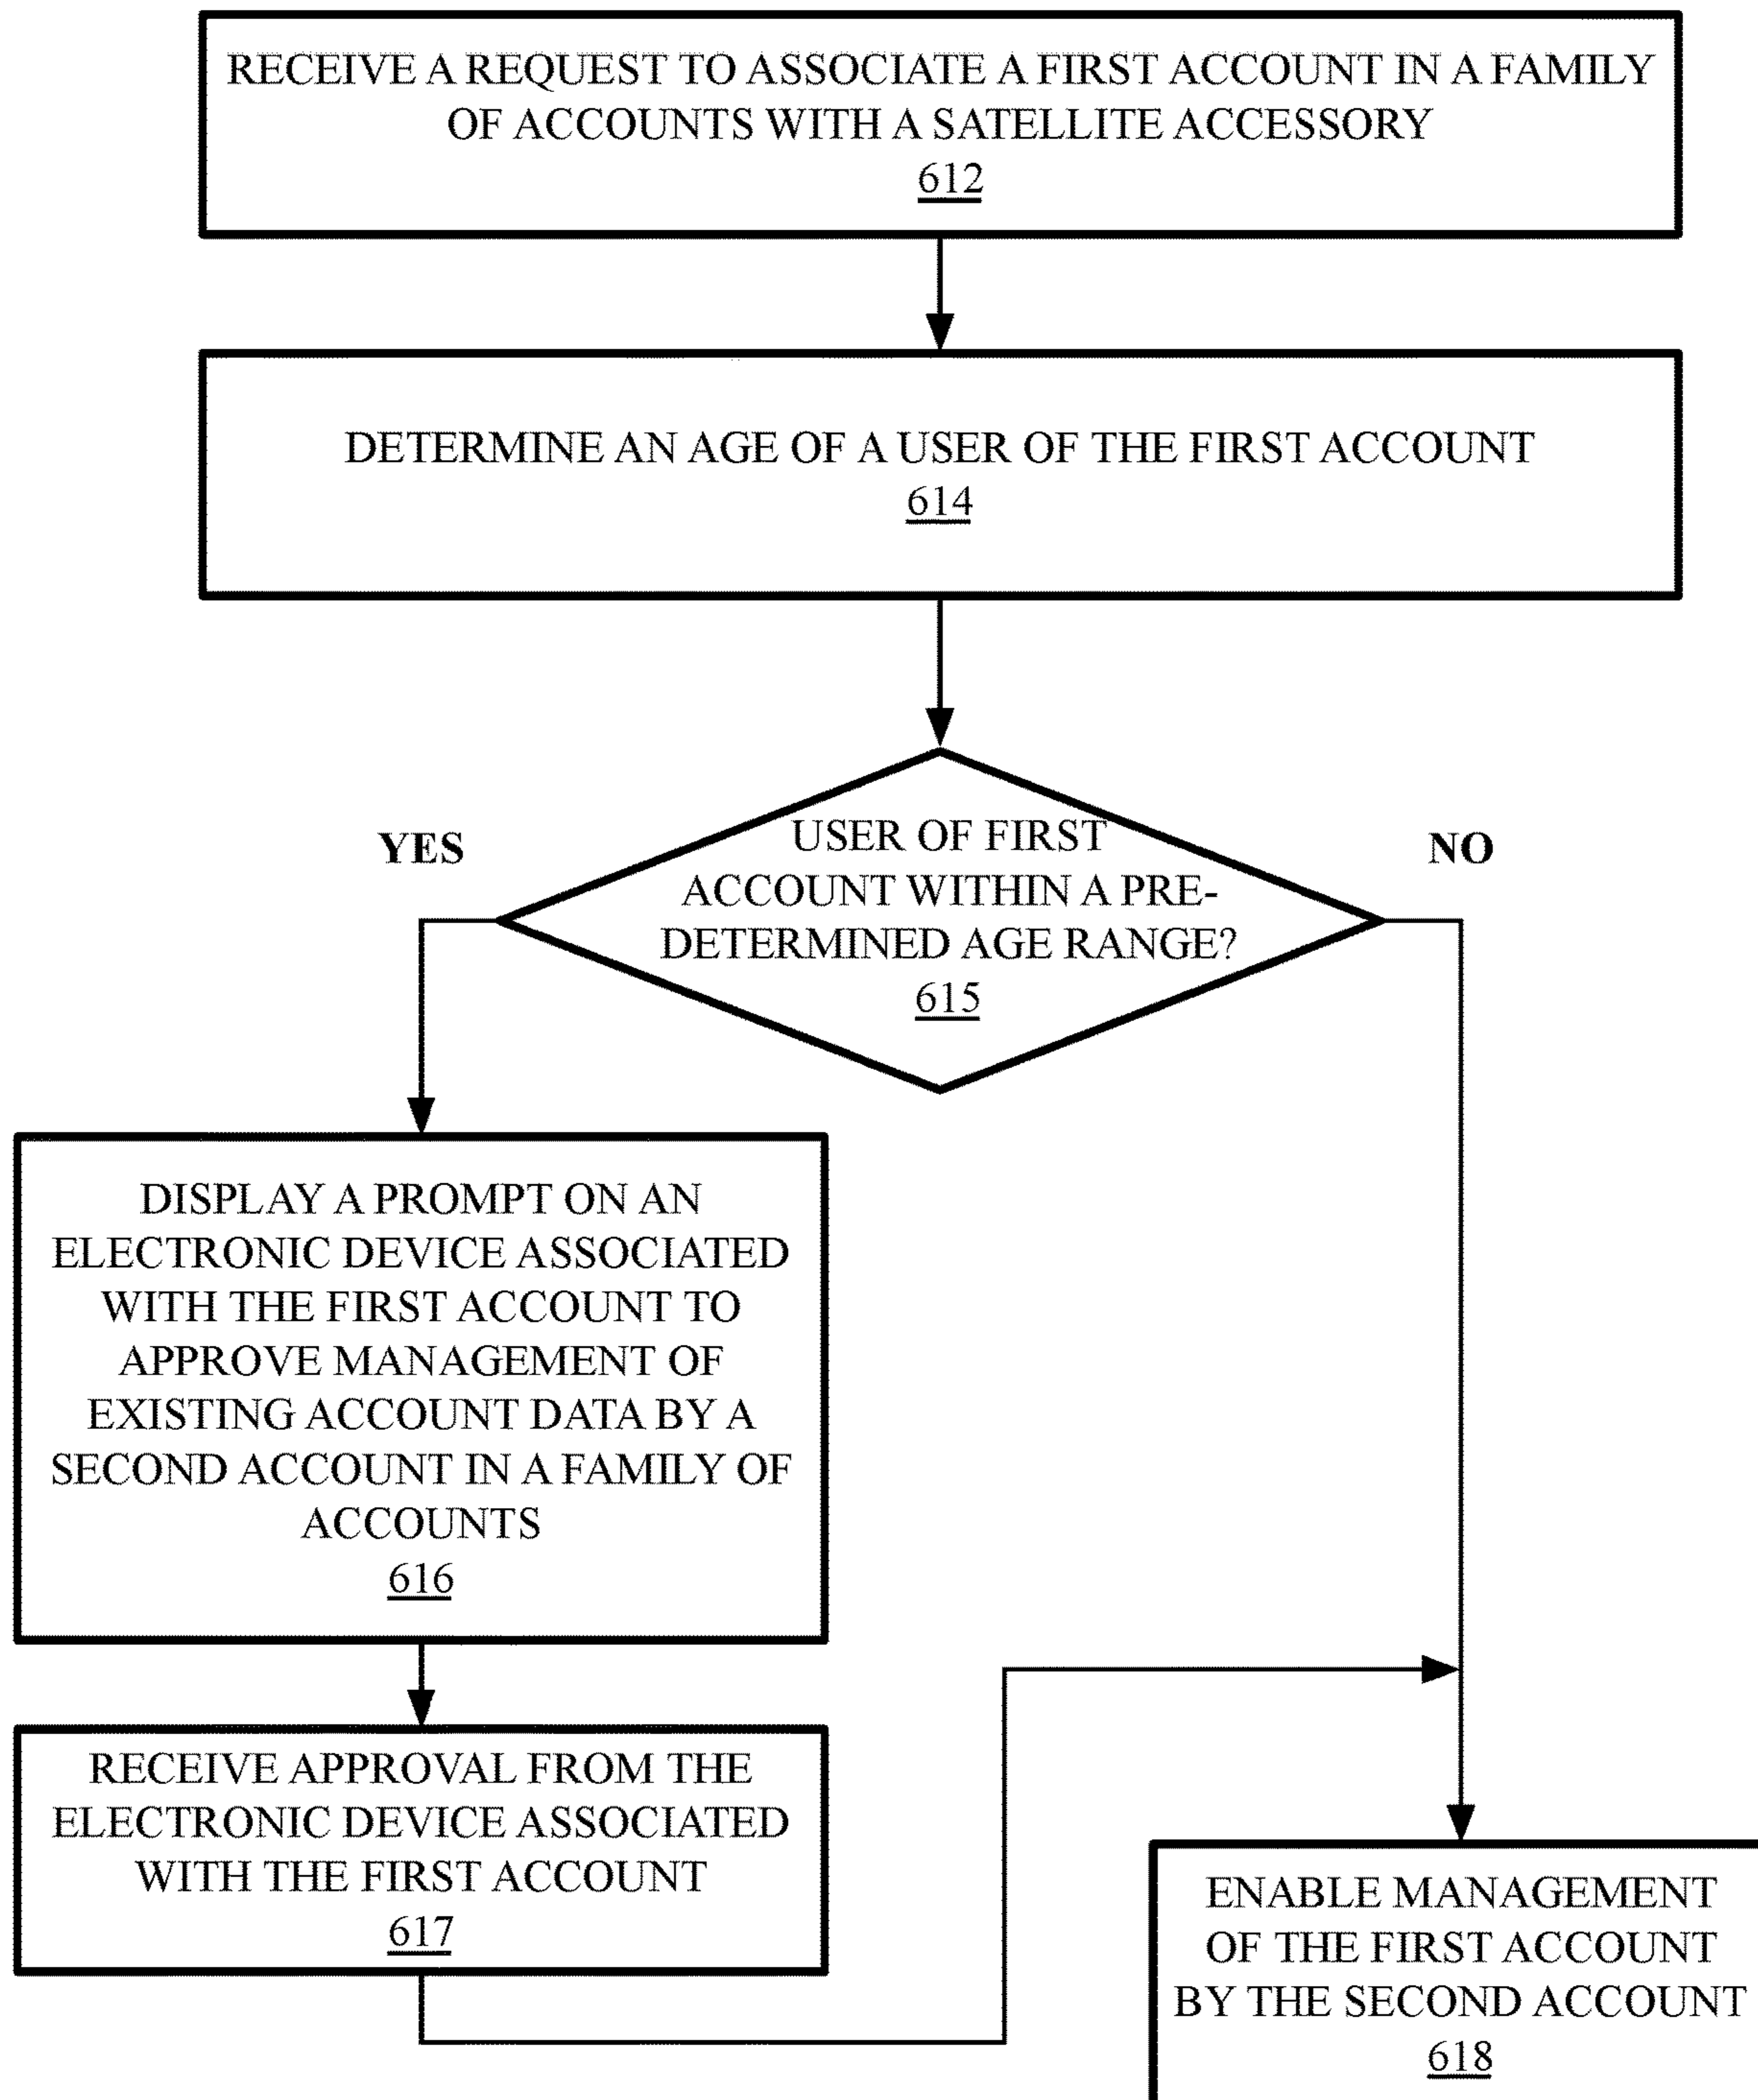 RECEIVE A REQUEST TO ASSOCIATE A FIRST ACCOUNT IN A FAMILY
OF ACCOUNTS WITH A SATELLITE ACCESSORY
612
DETERMINE AN AGE OF A USER OF THE FIRST ACCOUNT
614
USER OF FIRST
ACCOUNT WITHIN A PRE-
DETERMINED AGE RANGE?
615
YES
NO
DISPLAY A PROMPT ON AN
ELECTRONIC DEVICE ASSOCIATED
WITH THE FIRST ACCOUNT TO
APPROVE MANAGEMENT OF
EXISTING ACCOUNT DATA BY A
SECOND ACCOUNT IN A FAMILY OF
ACCOUNTS
616
RECEIVE APPROVAL FROM THE
ELECTRONIC DEVICE ASSOCIATED
WITH THE FIRST ACCOUNT
617
ENABLE MANAGEMENT
OF THE FIRST ACCOUNT
BY THE SECOND ACCOUNT
618